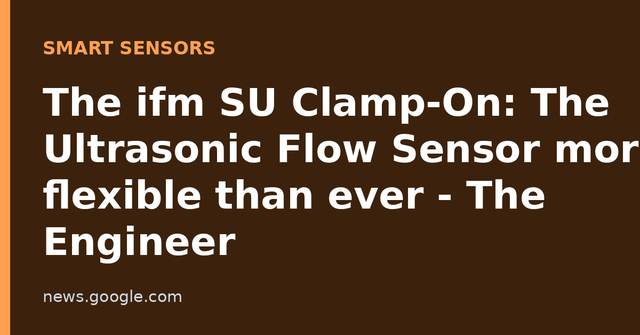 SMART SENSORS
The ifm SU Clamp-On: The
Ultrasonic Flow Sensor mor
flexible than ever - The
Engineer
news.google.com